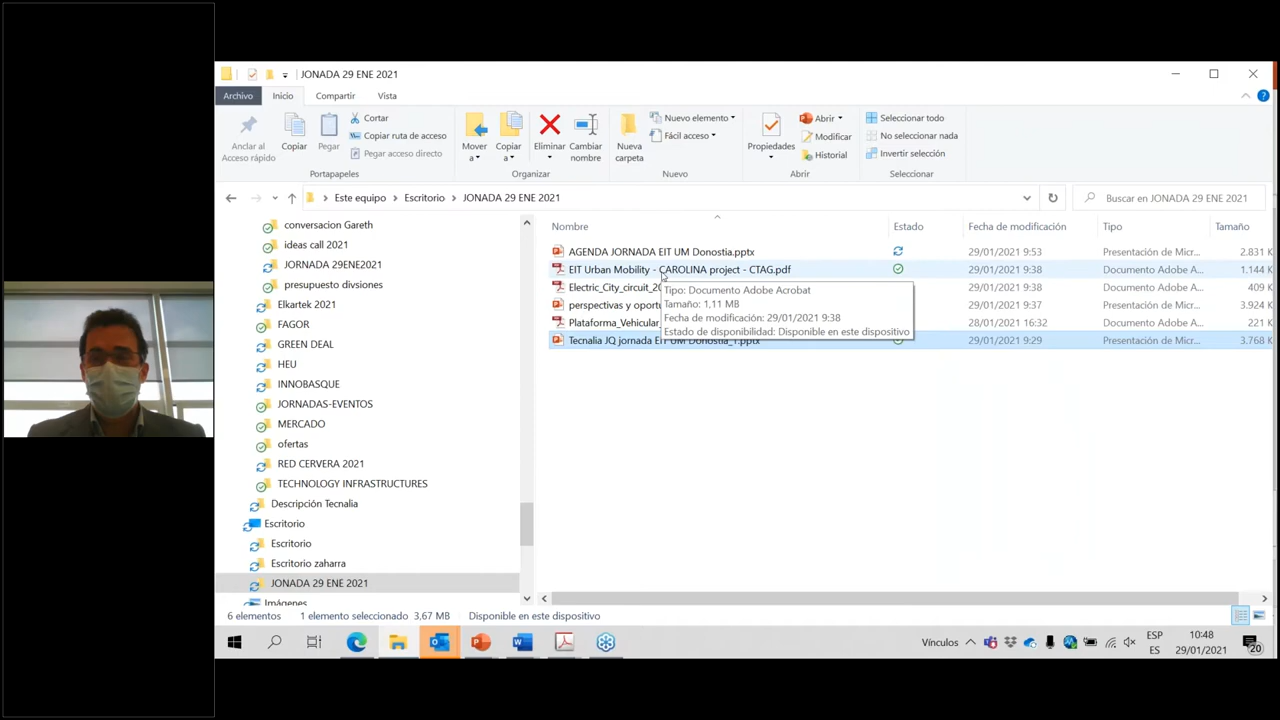 JONADA 29 ENE 2021
Archivo Inicio Compartir Vista
Anclar al Acceso rápido
Copiar
Pegar
Cortar
Copiar ruta de acceso
Pegar acceso directo
Portapapeles
Mover a
Copiar a
Eliminar
Cambiar nombre
Organizar
Nueva carpeta
Nuevo elemento
Fácil acceso
Nuevo
Propiedades
Abrir
Modificar
Historial
Abrir
Seleccionar todo
No seleccionar nada
Invertir selección
Seleccionar
Este equipo > Escritorio > JONADA 29 ENE 2021
Buscar en JONADA 29 ENE 2021
conversacion Gareth
ideas call 2021
JORNADA 29ENE2021
presupuesto divsiones
Elkartek 2021
FAGOR
GREEN DEAL
HEU
INNOBASQUE
JORNADAS-EVENTOS
MERCADO
ofertas
RED CERVERA 2021
TECHNOLOGY INFRASTRUCTURES
Descripción Tecnalia
Escritorio
Escritorio
Escritorio zaharra
JONADA 29 ENE 2021
Imágenes
Nombre Estado Fecha de modificación Tipo Tamaño
AGENDA JORNADA EIT UM Donostia.pptx 29/01/2021 9:53 Presentación de Micr... 2.831 K
EIT Urban Mobility - CAROLINA project - CTAG.pdf 29/01/2021 9:38 Documento Adobe A... 1.144 K
Electric_City_circuit_20 29/01/2021 9:38 Documento Adobe A... 409 K
perspectivas y oportu 29/01/2021 9:37 Presentación de Micr... 3.924 K
Plataforma_Vehicular_ 28/01/2021 16:32 Documento Adobe A... 221 K
Tecnalia JQ jornada EIT UM Donostia_1.pptx 29/01/2021 9:29 Presentación de Micr... 3.768 K
Tipo: Documento Adobe Acrobat
Tamaño: 1,11 MB
Fecha de modificación: 29/01/2021 9:38
Estado de disponibilidad: Disponible en este dispositivo
6 elementos 1 elemento seleccionado 3,67 MB Disponible en este dispositivo
Vínculos
ESP
ES
10:48
29/01/2021
20